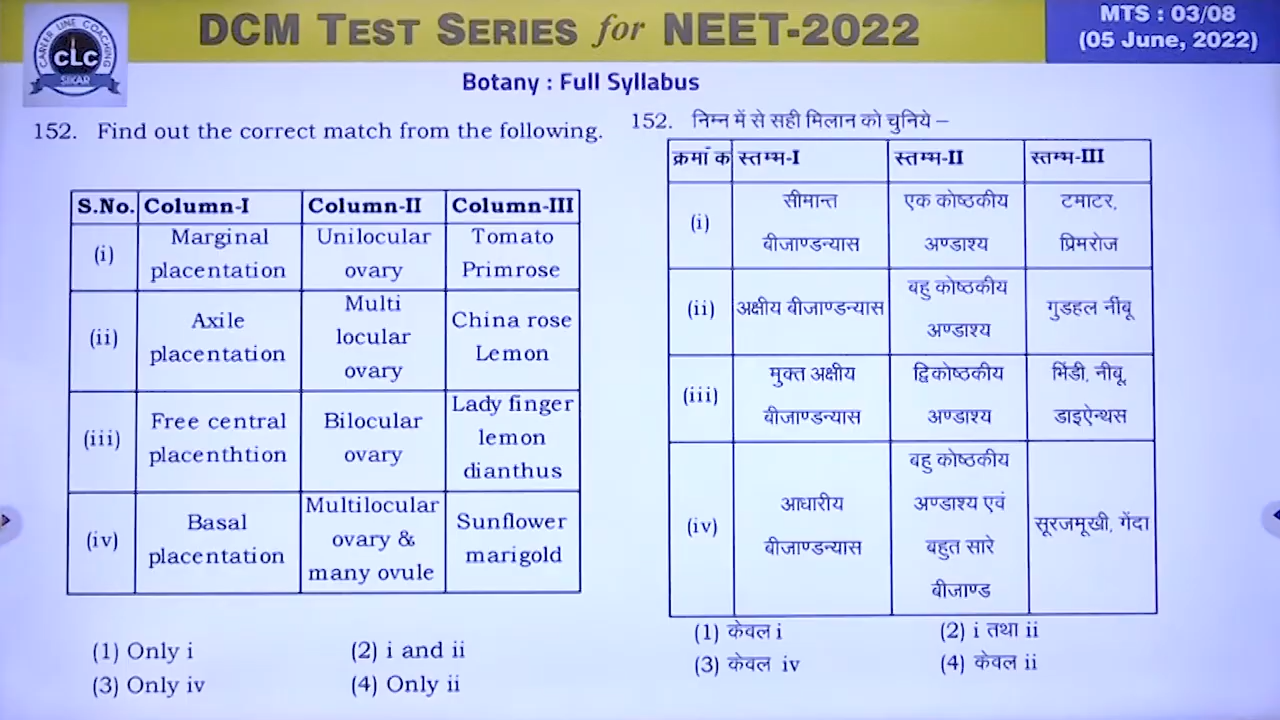 CAREER LINE COACHING
CLC
SIKAR
DCM TEST SERIES for NEET-2022
MTS : 03/08
(05 June, 2022)
Botany : Full Syllabus
152. Find out the correct match from the following.
S.No. Column-I Column-II Column-III
(i) Marginal placentation Unilocular ovary Tomato Primrose
(ii) Axile placentation Multi locular ovary China rose Lemon
(iii) Free central placenthtion Bilocular ovary Lady finger lemon dianthus
(iv) Basal placentation Multilocular ovary & many ovule Sunflower marigold
(1) Only i (2) i and ii
(3) Only iv (4) Only ii
152. निम्न में से सही मिलान को चुनिये –
क्रमांक स्तम्भ-I स्तम्भ-II स्तम्भ-III
(i) सीमान्त बीजाण्डन्यास एक कोष्ठकीय अण्डाश्य टमाटर, प्रिमरोज
(ii) अक्षीय बीजाण्डन्यास बहु कोष्ठकीय अण्डाश्य गुडहल नींबू
(iii) मुक्त अक्षीय बीजाण्डन्यास द्विकोष्ठकीय अण्डाश्य भिंडी, नीबू, डाइऐन्थस
(iv) आधारीय बीजाण्डन्यास बहु कोष्ठकीय अण्डाश्य एवं बहुत सारे बीजाण्ड सूरजमूखी, गेंदा
(1) केवल i (2) i तथा ii
(3) केवल iv (4) केवल ii